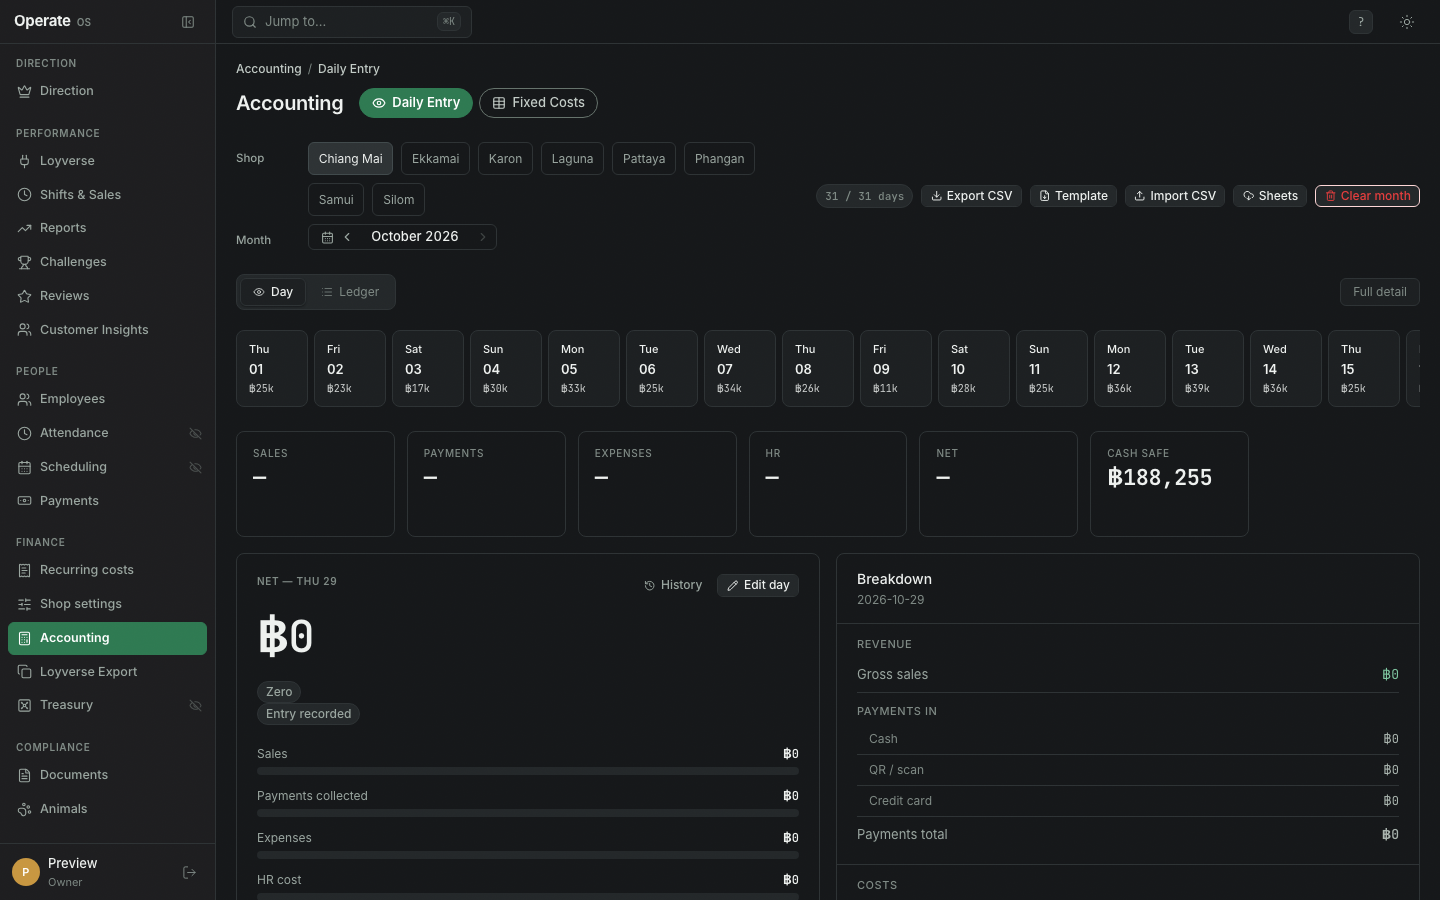 Operate OS
Jump to...
⌘K
?
DIRECTION
Direction
PERFORMANCE
Loyverse
Shifts & Sales
Reports
Challenges
Reviews
Customer Insights
PEOPLE
Employees
Attendance
Scheduling
Payments
FINANCE
Recurring costs
Shop settings
Accounting
Loyverse Export
Treasury
COMPLIANCE
Documents
Animals
P
Preview
Owner
Accounting / Daily Entry
Accounting
Daily Entry
Fixed Costs
Shop
Chiang Mai
Ekkamai
Karon
Laguna
Pattaya
Phangan
Samui
Silom
31 / 31 days
Export CSV
Template
Import CSV
Sheets
Clear month
Month
October 2026
Day
Ledger
Full detail
Thu
01
฿25k
Fri
02
฿23k
Sat
03
฿17k
Sun
04
฿30k
Mon
05
฿33k
Tue
06
฿25k
Wed
07
฿34k
Thu
08
฿26k
Fri
09
฿11k
Sat
10
฿28k
Sun
11
฿25k
Mon
12
฿36k
Tue
13
฿39k
Wed
14
฿36k
Thu
15
฿25k
SALES
—
PAYMENTS
—
EXPENSES
—
HR
—
NET
—
CASH SAFE
฿188,255
NET — THU 29
History
Edit day
฿0
Zero
Entry recorded
Sales ฿0
Payments collected ฿0
Expenses ฿0
HR cost ฿0
Breakdown
2026-10-29
REVENUE
Gross sales ฿0
PAYMENTS IN
Cash ฿0
QR / scan ฿0
Credit card ฿0
Payments total ฿0
COSTS